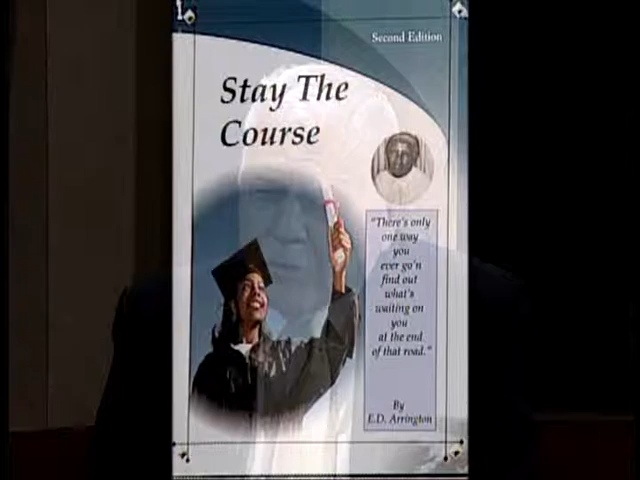 Second Edition
Stay The
Course
"There's only
one way
you
ever go'n
find out
what's
waiting on
you
at the end
of that road."
By
E.D. Arrington